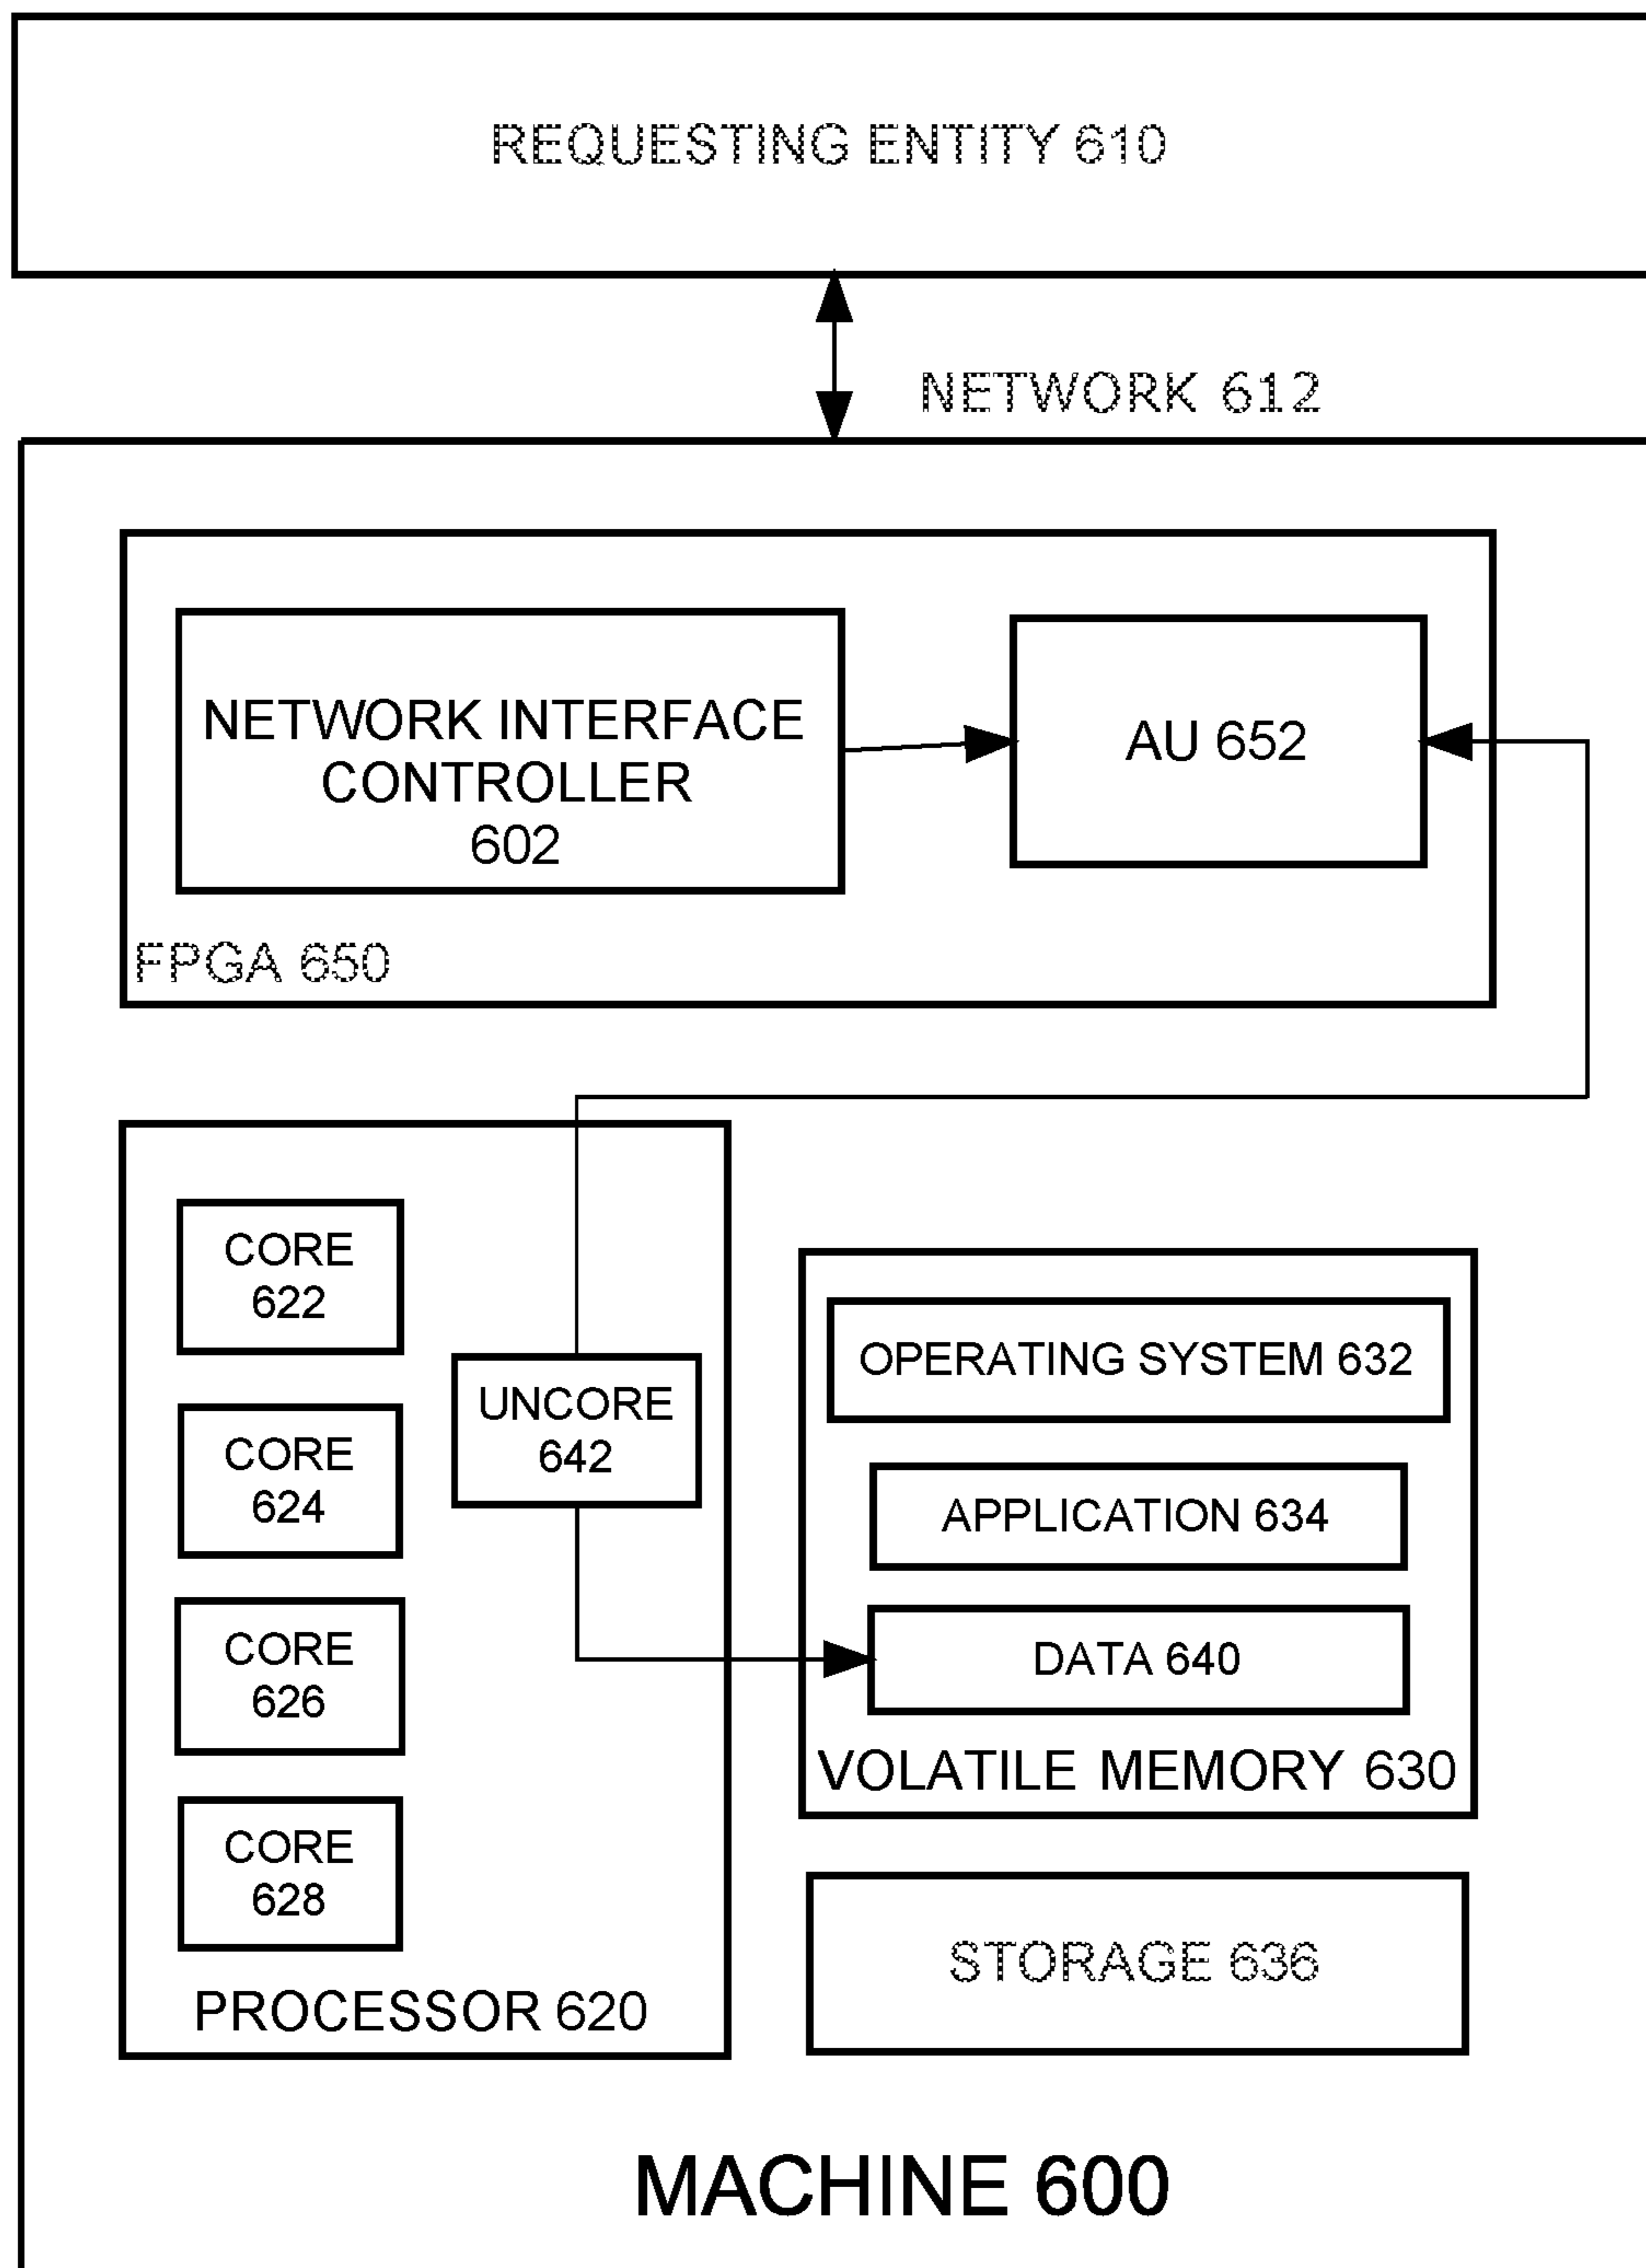 REQUESTING ENTITY 610
NETWORK 612
NETWORK INTERFACE
CONTROLLER
602
AU 652
FPGA 650
CORE
622
CORE
624
CORE
626
CORE
628
UNCORE
642
PROCESSOR 620
OPERATING SYSTEM 632
APPLICATION 634
DATA 640
VOLATILE MEMORY 630
STORAGE 636
MACHINE 600